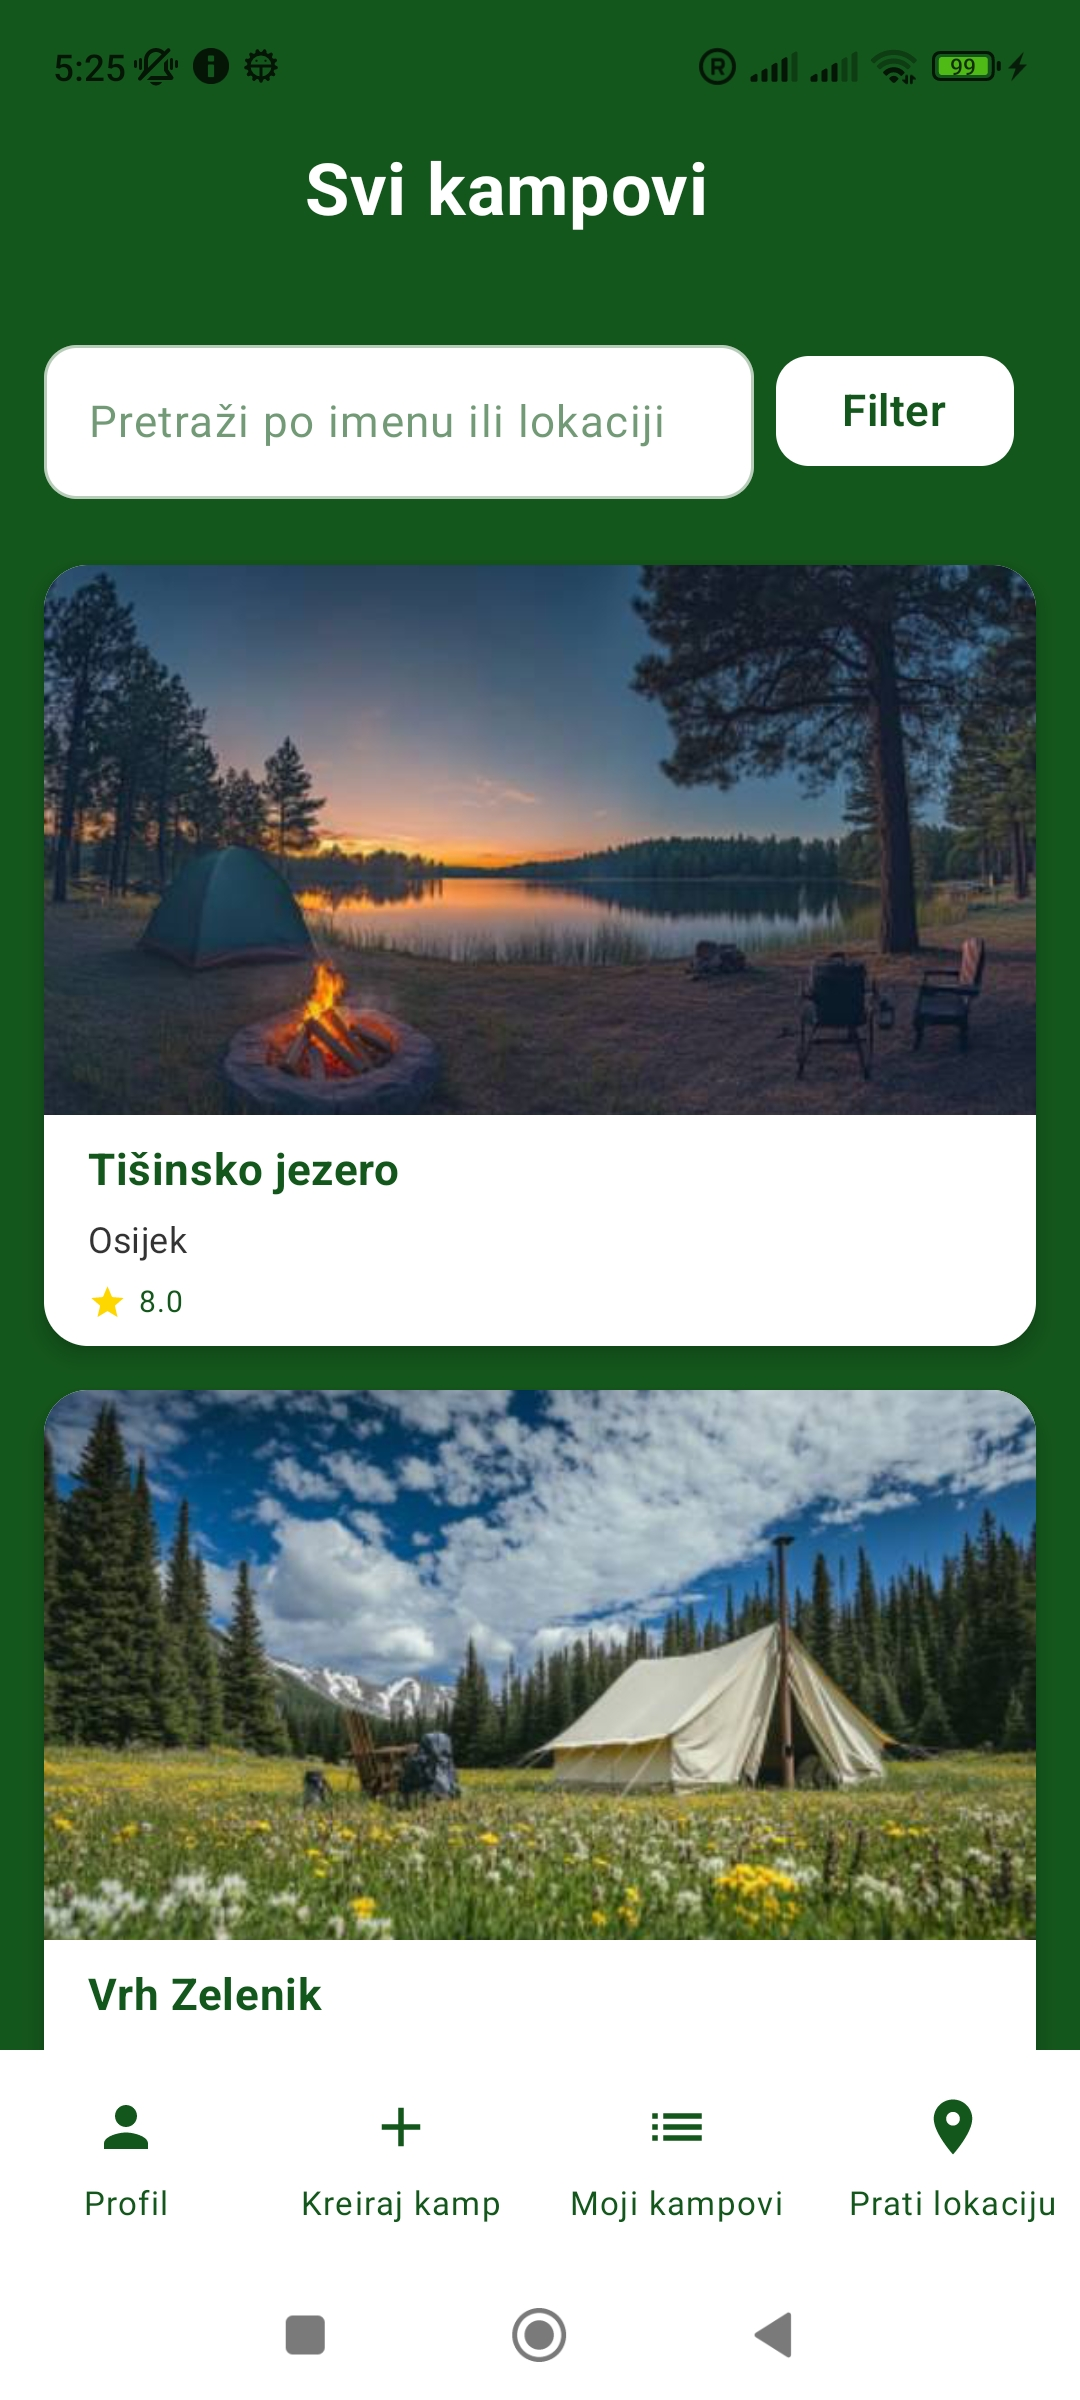 5:25
99
Svi kampovi
Pretraži po imenu ili lokaciji
Filter
Tišinsko jezero
Osijek
8.0
Vrh Zelenik
Profil
Kreiraj kamp
Moji kampovi
Prati lokaciju